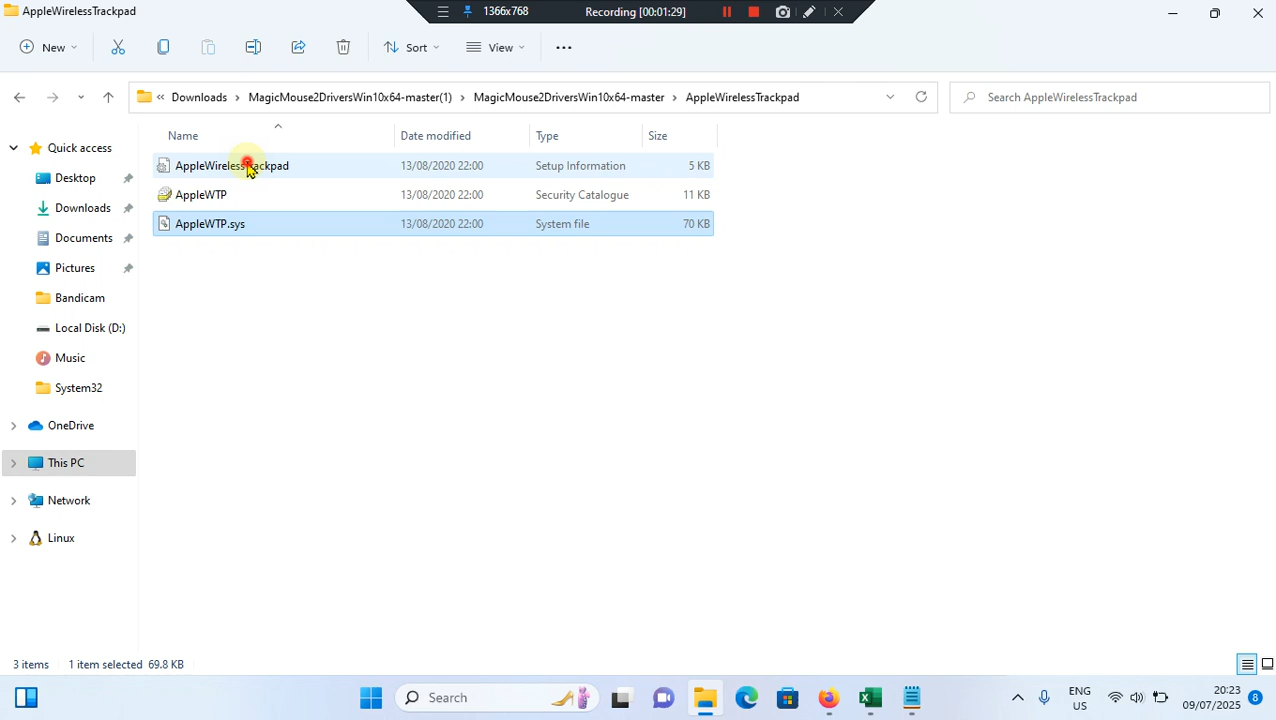 AppleWirelessTrackpad
1366x768
Recording [00:01:29]
New
Sort
View
Downloads
MagicMouse2DriversWin10x64-master(1)
MagicMouse2DriversWin10x64-master
AppleWirelessTrackpad
Search AppleWirelessTrackpad
Name
Date modified
Type
Size
AppleWirelessTrackpad
13/08/2020 22:00
Setup Information
5 KB
AppleWTP
13/08/2020 22:00
Security Catalogue
11 KB
AppleWTP.sys
13/08/2020 22:00
System file
70 KB
Quick access
Desktop
Downloads
Documents
Pictures
Bandicam
Local Disk (D:)
Music
System32
OneDrive
This PC
Network
Linux
3 items
1 item selected 69.8 KB
Search
ENG
US
20:23
09/07/2025
8